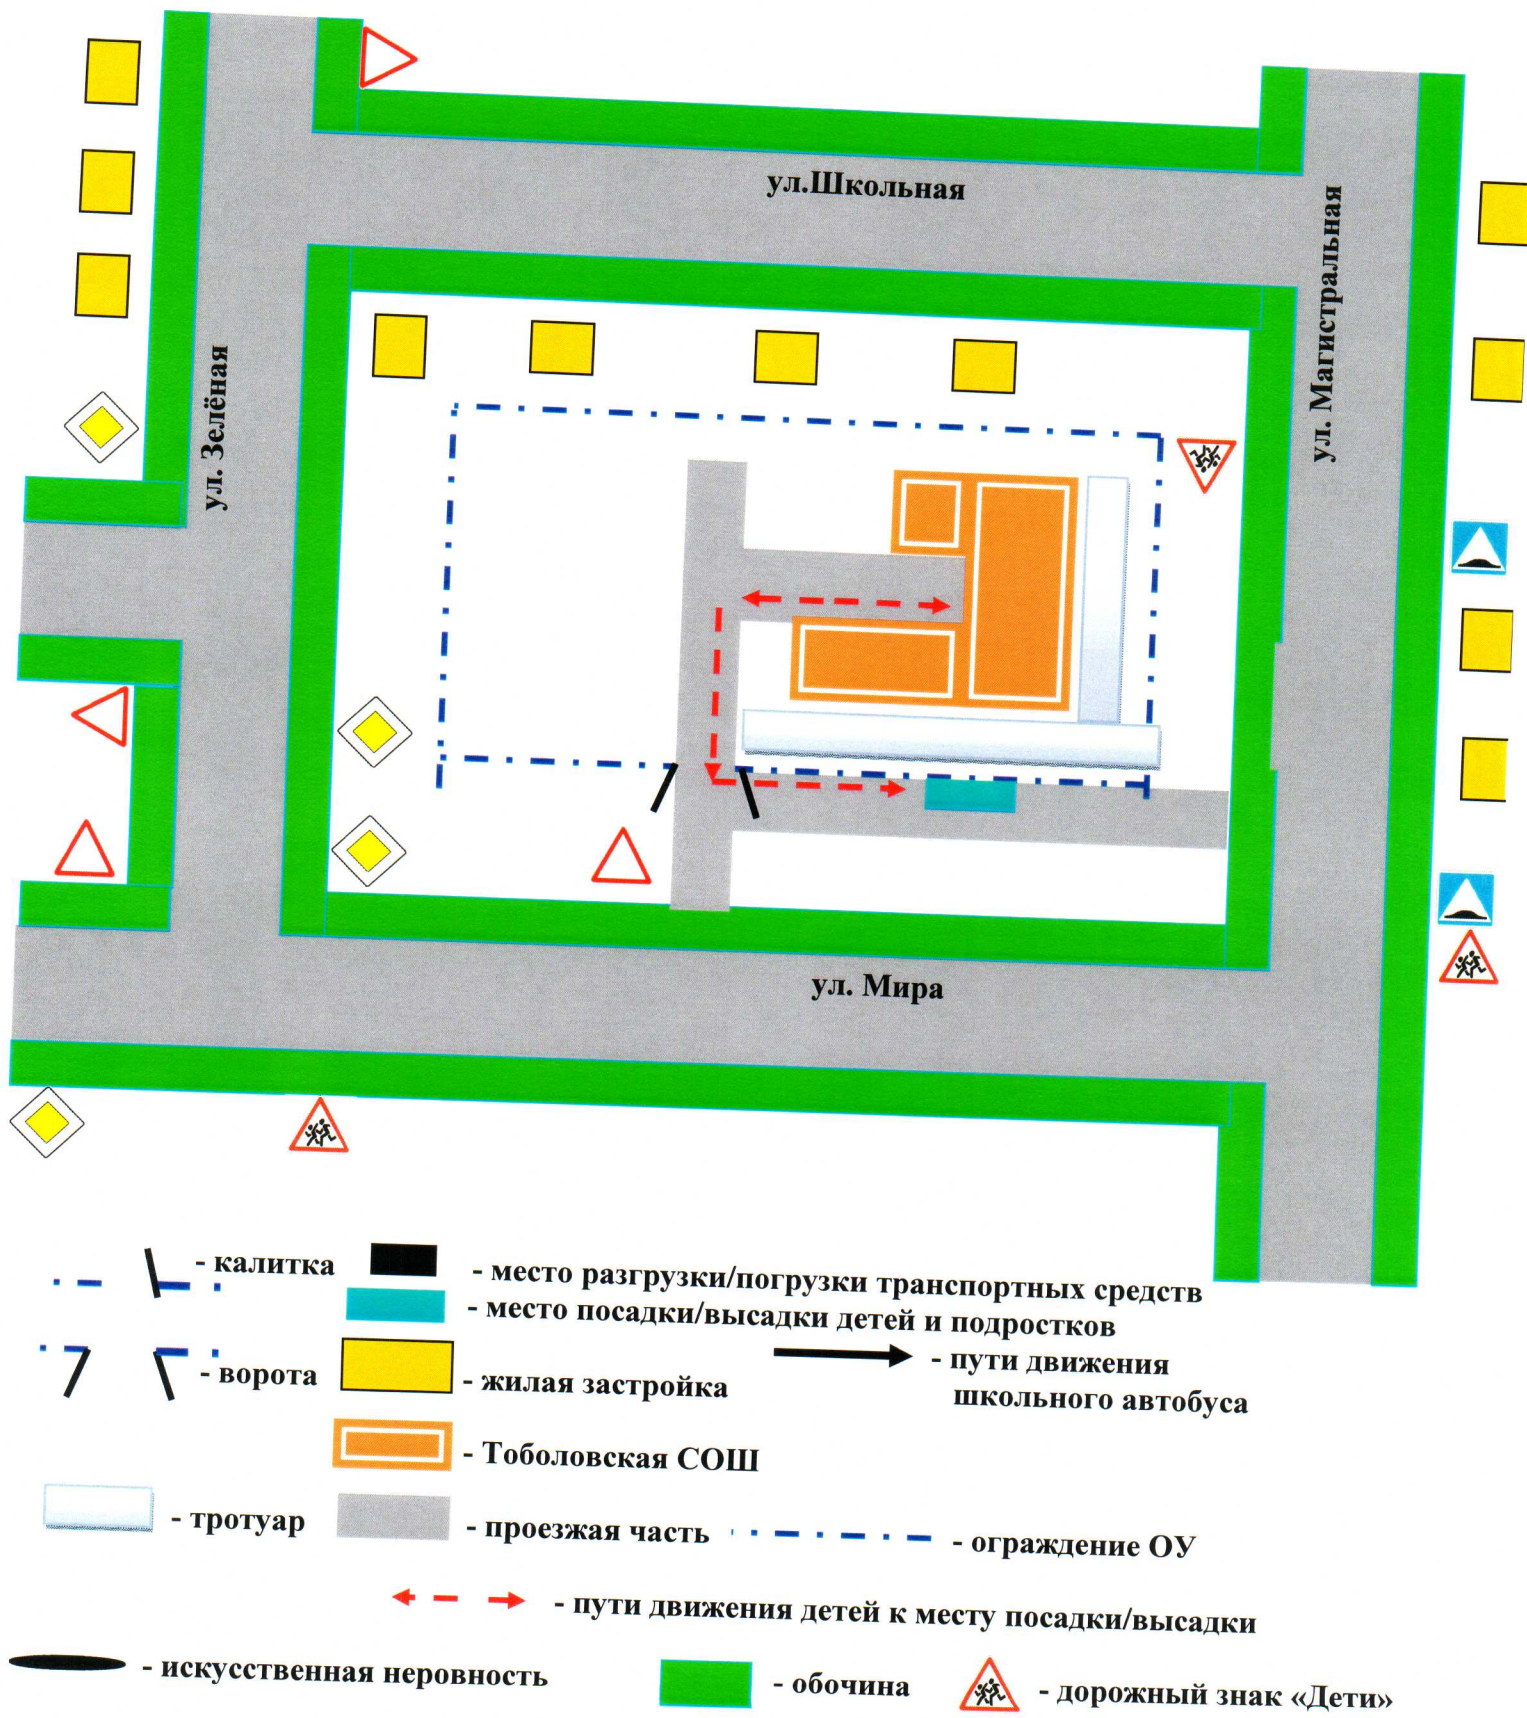 ул.Школьная
ул. Магистральная
ул. Зелёная
ул. Мира
- калитка
- место разгрузки/погрузки транспортных средств
- место посадки/высадки детей и подростков
- ворота
- жилая застройка
- пути движения
школьного автобуса
- Тоболовская СОШ
- тротуар
- проезжая часть
- ограждение ОУ
- пути движения детей к месту посадки/высадки
- искусственная неровность
- обочина
- дорожный знак «Дети»